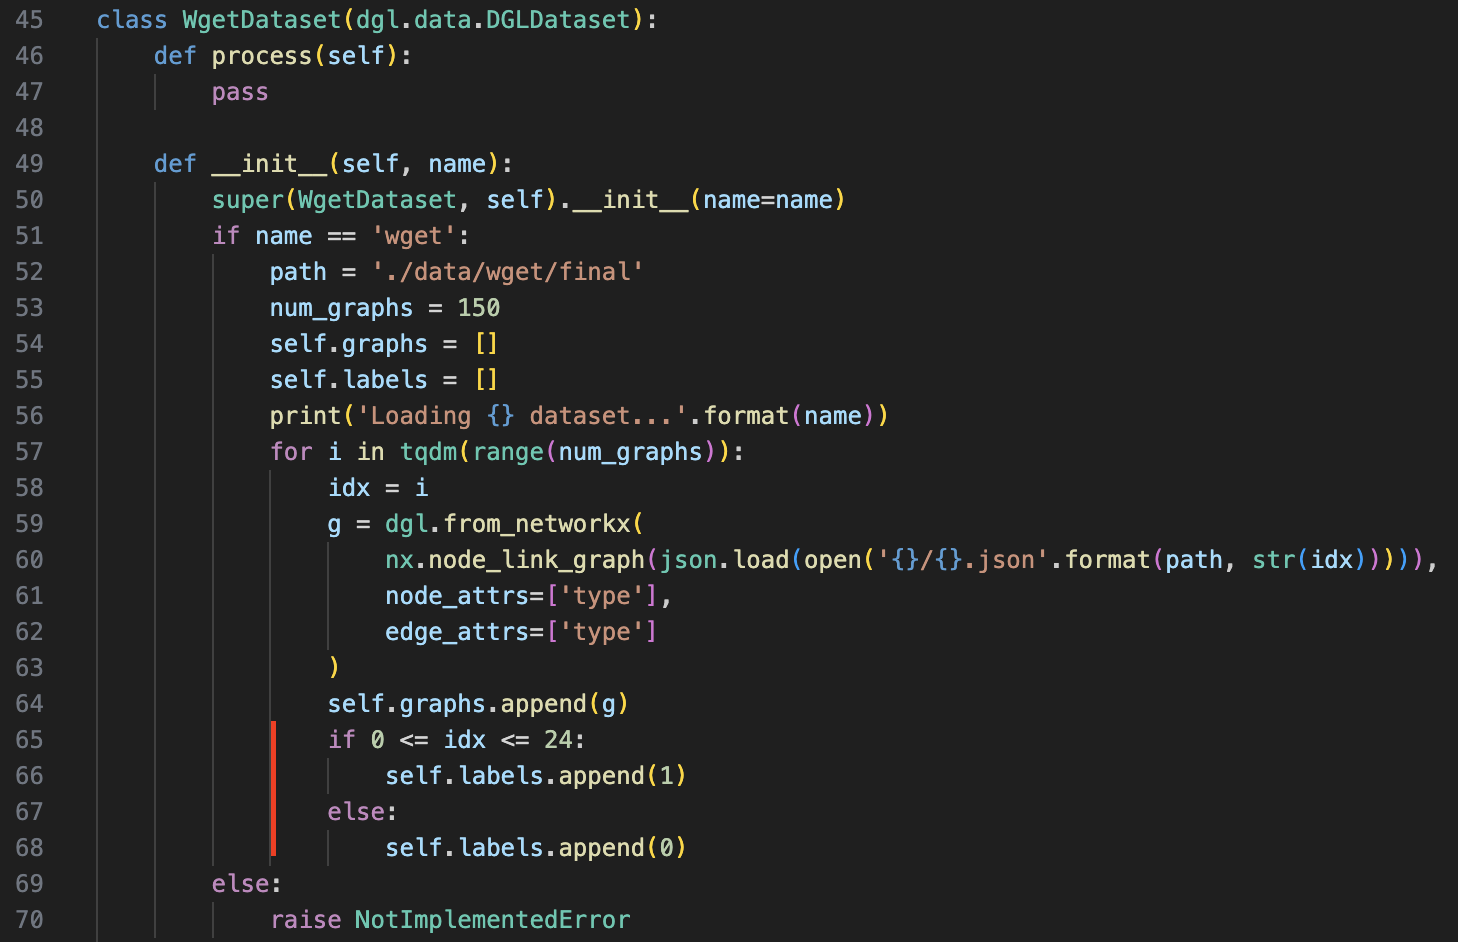 45 class WgetDataset(dgl.data.DGLDataset):
46     def process(self):
47         pass
48
49     def __init__(self, name):
50         super(WgetDataset, self).__init__(name=name)
51         if name == 'wget':
52             path = './data/wget/final'
53             num_graphs = 150
54             self.graphs = []
55             self.labels = []
56             print('Loading {} dataset...'.format(name))
57             for i in tqdm(range(num_graphs)):
58                 idx = i
59                 g = dgl.from_networkx(
60                     nx.node_link_graph(json.load(open('{}/{}.json'.format(path, str(idx))))),
61                     node_attrs=['type'],
62                     edge_attrs=['type']
63                 )
64                 self.graphs.append(g)
65                 if 0 <= idx <= 24:
66                     self.labels.append(1)
67                 else:
68                     self.labels.append(0)
69         else:
70             raise NotImplementedError